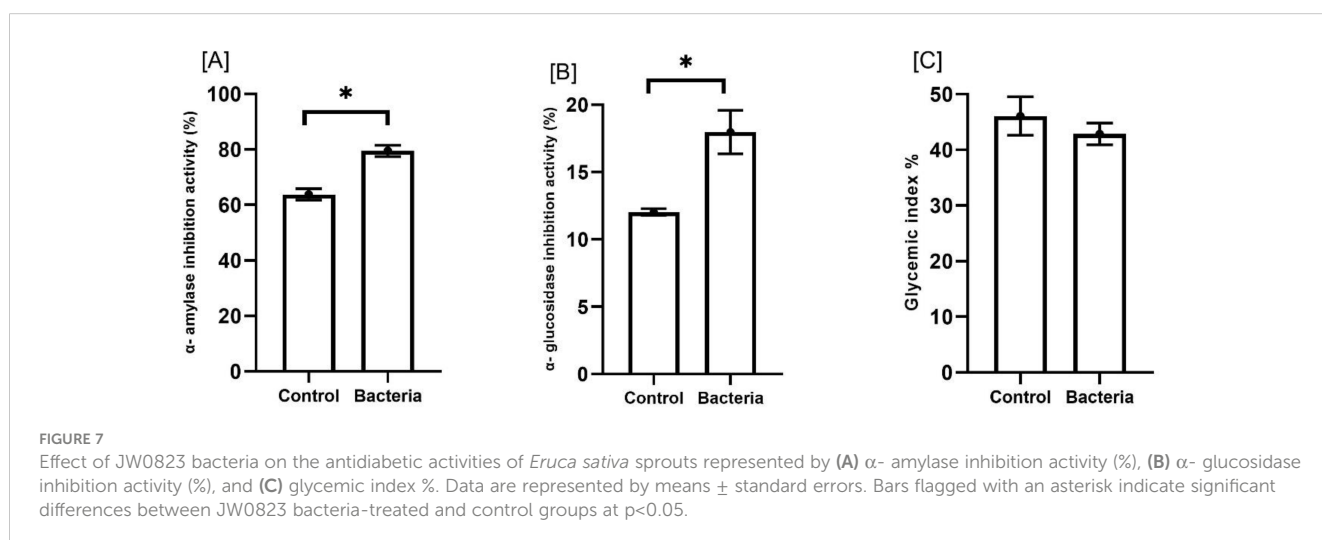 [A]
α- amylase inhibition activity (%)
100
80
60
40
20
0
*
Control Bacteria
[B]
α- glucosidase inhibition activity (%)
20
15
10
5
0
*
Control Bacteria
[C]
Glycemic index %
50
40
30
20
10
0
Control Bacteria
FIGURE 7
Effect of JW0823 bacteria on the antidiabetic activities of Eruca sativa sprouts represented by (A) α- amylase inhibition activity (%), (B) α- glucosidase
inhibition activity (%), and (C) glycemic index %. Data are represented by means ± standard errors. Bars flagged with an asterisk indicate significant
differences between JW0823 bacteria-treated and control groups at p<0.05.